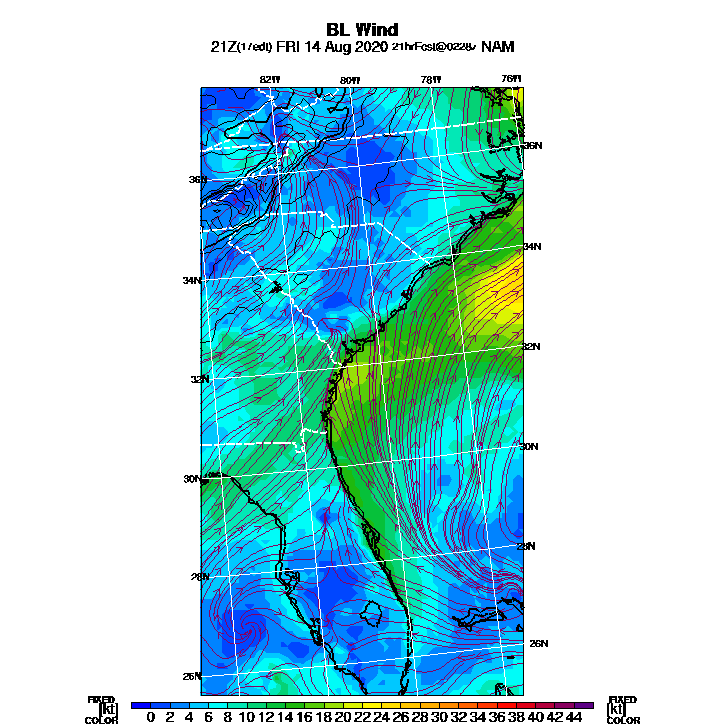 BL Wind
21Z(17edt) FRI 14 Aug 2020 21hrFcst@0228z NAM
82W 80W 78W 76W
36N 36N
34N 34N
32N 32N
30N 30N
28N 28N
26N 26N
FIXED FIXED
[kt] 0 2 4 6 8 10 12 14 16 18 20 22 24 26 28 30 32 34 36 38 40 42 44 [kt]
COLOR COLOR